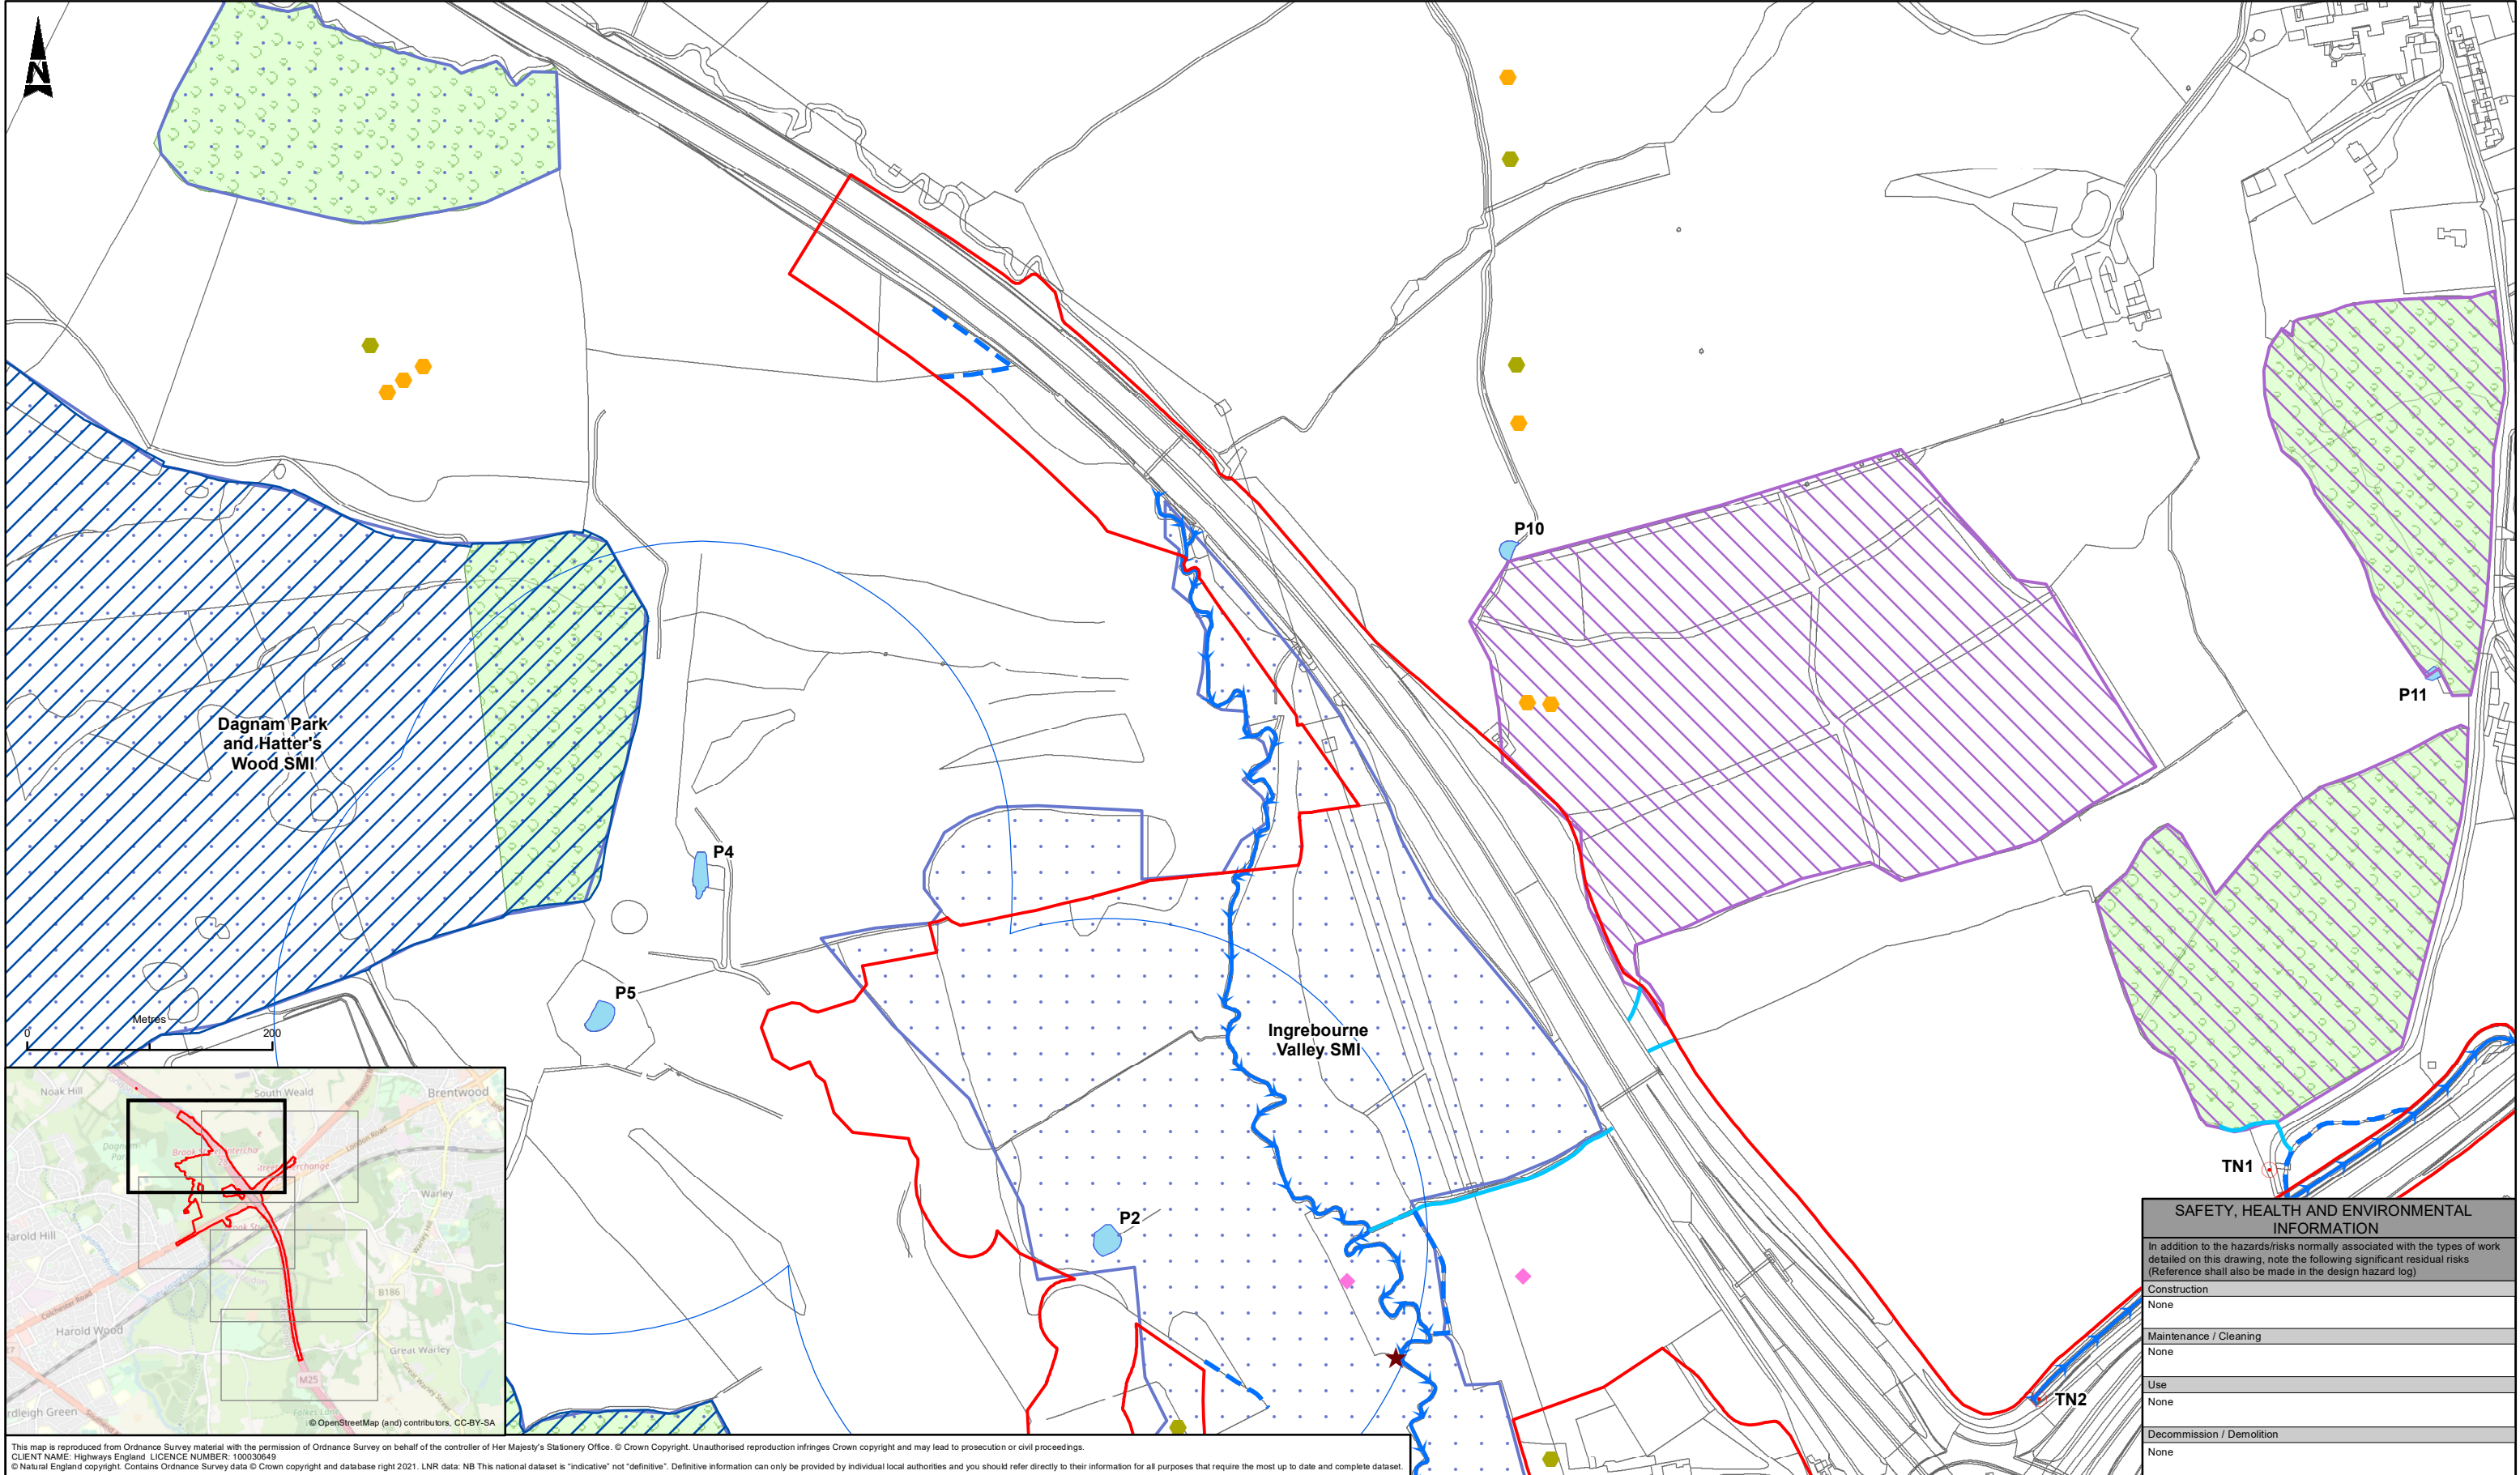 N
P10
P11
Dagnam Park
and Hatter's
Wood SMI
P4
P5
Metres
0 200
Ingrebourne
Valley SMI
P2
TN1
TN2
Noak Hill
South Weald
Brentwood
London Road
Warley
Harold Hill
B186
Colchester Road
Harold Wood
Great Warley
M25
© OpenStreetMap (and) contributors, CC-BY-SA
SAFETY, HEALTH AND ENVIRONMENTAL
INFORMATION
In addition to the hazards/risks normally associated with the types of work
detailed on this drawing, note the following significant residual risks
(Reference shall also be made in the design hazard log)
Construction
None
Maintenance / Cleaning
None
Use
None
Decommission / Demolition
None
This map is reproduced from Ordnance Survey material with the permission of Ordnance Survey on behalf of the controller of Her Majesty's Stationery Office. © Crown Copyright. Unauthorised reproduction infringes Crown copyright and may lead to prosecution or civil proceedings.
CLIENT NAME: Highways England LICENCE NUMBER: 100030649
© Natural England copyright. Contains Ordnance Survey data © Crown copyright and database right 2021. LNR data: NB This national dataset is "indicative" not "definitive". Definitive information can only be provided by individual local authorities and you should refer directly to their information for all purposes that require the most up to date and complete dataset.